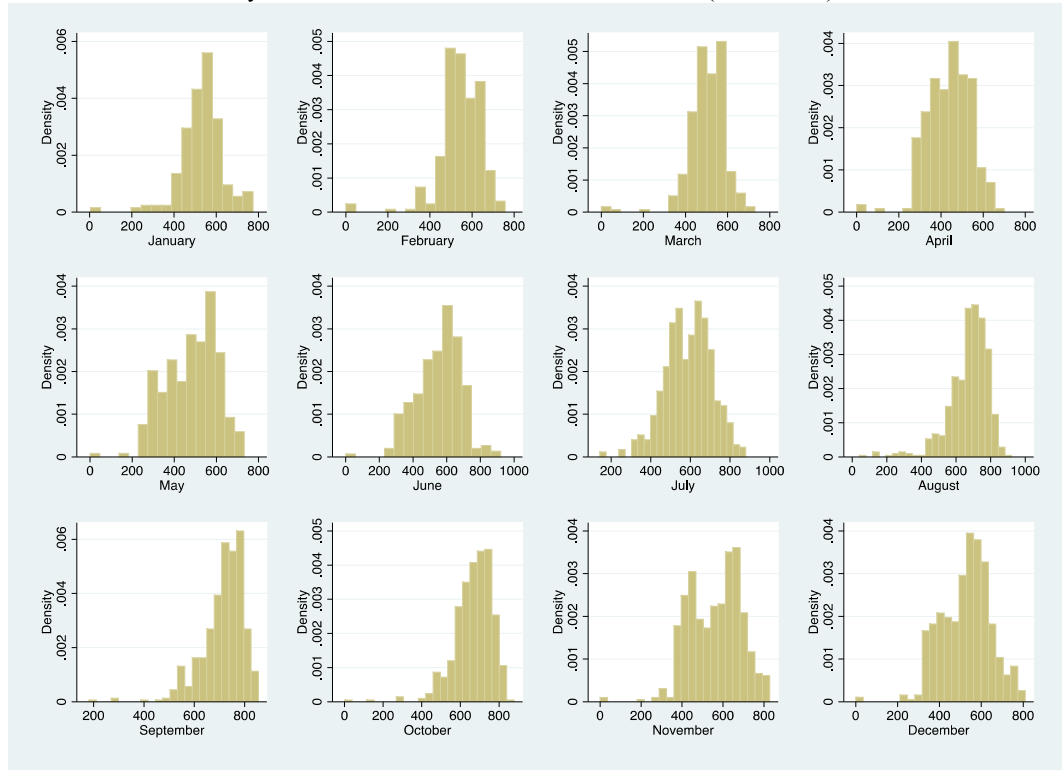 Density
0 .002 .004 .006
0 200 400 600 800
January
Density
0 .001 .002 .003 .004 .005
0 200 400 600 800
February
Density
0 .001 .002 .003 .004 .005
0 200 400 600 800
March
Density
0 .001 .002 .003 .004
0 200 400 600 800
April
Density
0 .001 .002 .003 .004
0 200 400 600 800
May
Density
0 .001 .002 .003 .004
0 200 400 600 800 1000
June
Density
0 .001 .002 .003 .004
200 400 600 800 1000
July
Density
0 .001 .002 .003 .004 .005
0 200 400 600 800 1000
August
Density
0 .002 .004 .006
200 400 600 800
September
Density
0 .001 .002 .003 .004 .005
0 200 400 600 800
October
Density
0 .001 .002 .003 .004
0 200 400 600 800
November
Density
0 .001 .002 .003 .004
0 200 400 600 800
December